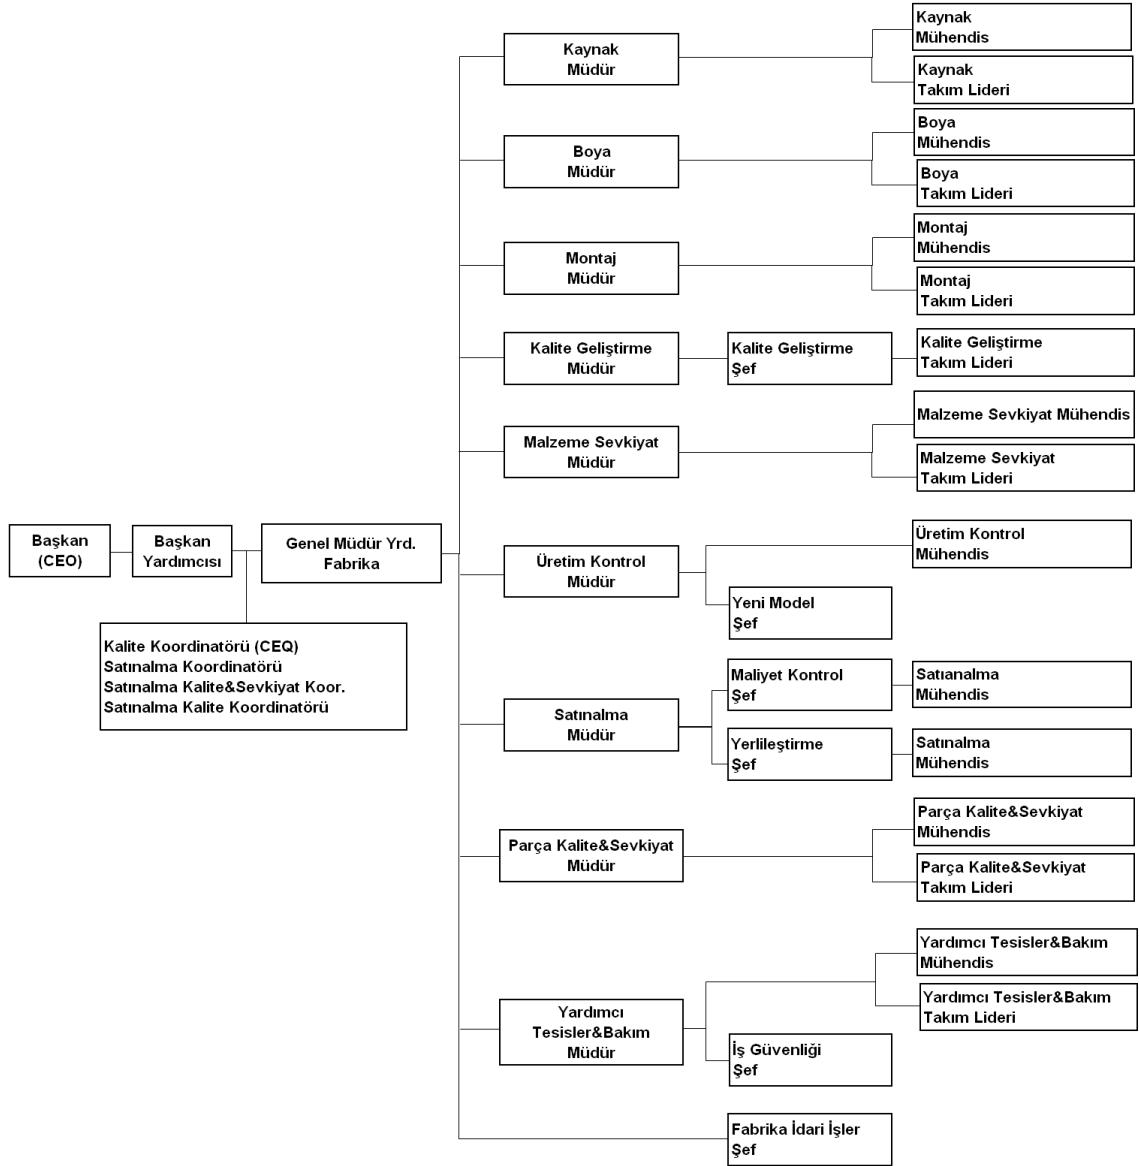 Başkan
(CEO)
Başkan
Yardımcısı
Genel Müdür Yrd.
Fabrika
Kalite Koordinatörü (CEQ)
Satınalma Koordinatörü
Satınalma Kalite&Sevkiyat Koor.
Satınalma Kalite Koordinatörü
Kaynak
Müdür
Kaynak
Mühendis
Kaynak
Takım Lideri
Boya
Müdür
Boya
Mühendis
Boya
Takım Lideri
Montaj
Müdür
Montaj
Mühendis
Montaj
Takım Lideri
Kalite Geliştirme
Müdür
Kalite Geliştirme
Şef
Kalite Geliştirme
Takım Lideri
Malzeme Sevkiyat
Müdür
Malzeme Sevkiyat Mühendis
Malzeme Sevkiyat
Takım Lideri
Üretim Kontrol
Müdür
Üretim Kontrol
Mühendis
Yeni Model
Şef
Satınalma
Müdür
Maliyet Kontrol
Şef
Satıanalma
Mühendis
Yerlileştirme
Şef
Satınalma
Mühendis
Parça Kalite&Sevkiyat
Müdür
Parça Kalite&Sevkiyat
Mühendis
Parça Kalite&Sevkiyat
Takım Lideri
Yardımcı
Tesisler&Bakım
Müdür
Yardımcı Tesisler&Bakım
Mühendis
Yardımcı Tesisler&Bakım
Takım Lideri
İş Güvenliği
Şef
Fabrika İdari İşler
Şef